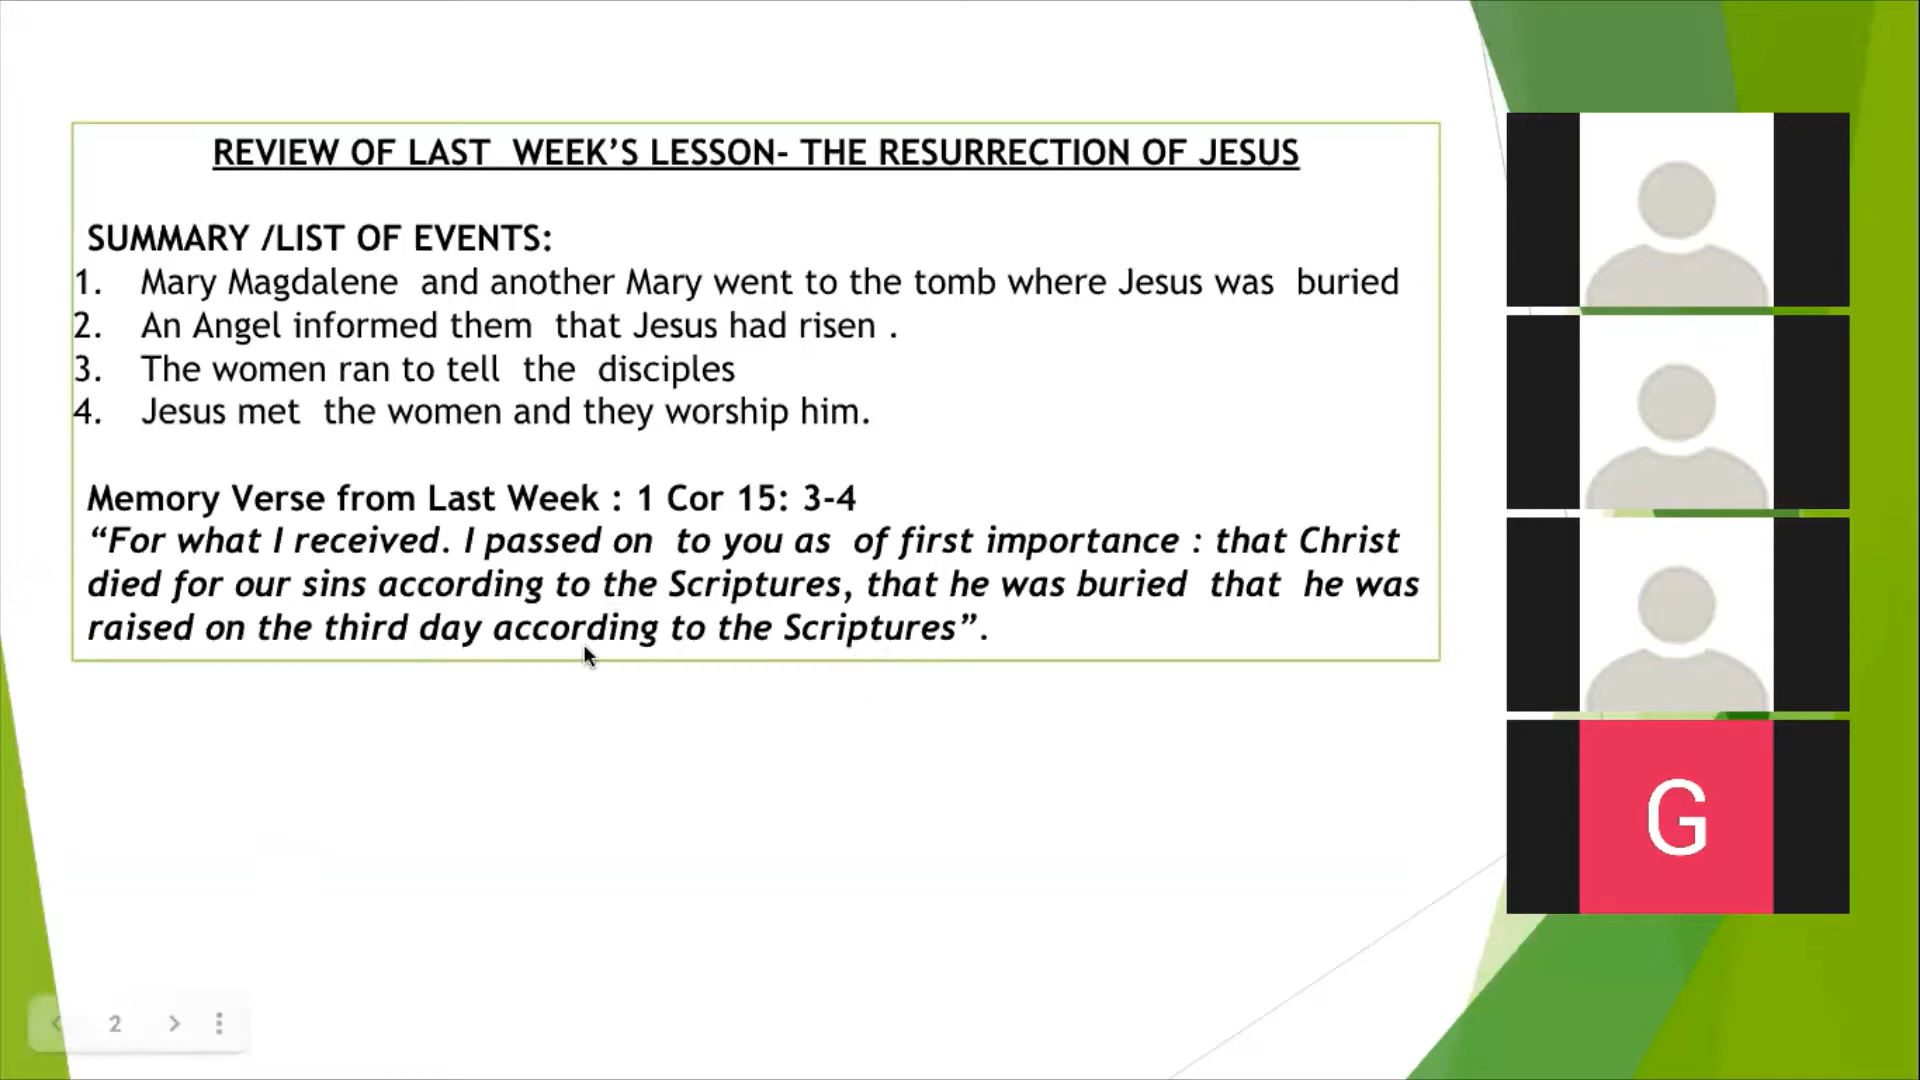 REVIEW OF LAST  WEEK’S LESSON- THE RESURRECTION OF JESUS
SUMMARY /LIST OF EVENTS:
1. Mary Magdalene  and another Mary went to the tomb where Jesus was  buried
2. An Angel informed them  that Jesus had risen .
3. The women ran to tell  the  disciples
4. Jesus met  the women and they worship him.
Memory Verse from Last Week : 1 Cor 15: 3-4
“For what I received. I passed on  to you as  of first importance : that Christ
died for our sins according to the Scriptures, that he was buried  that  he was
raised on the third day according to the Scriptures”.
G
2